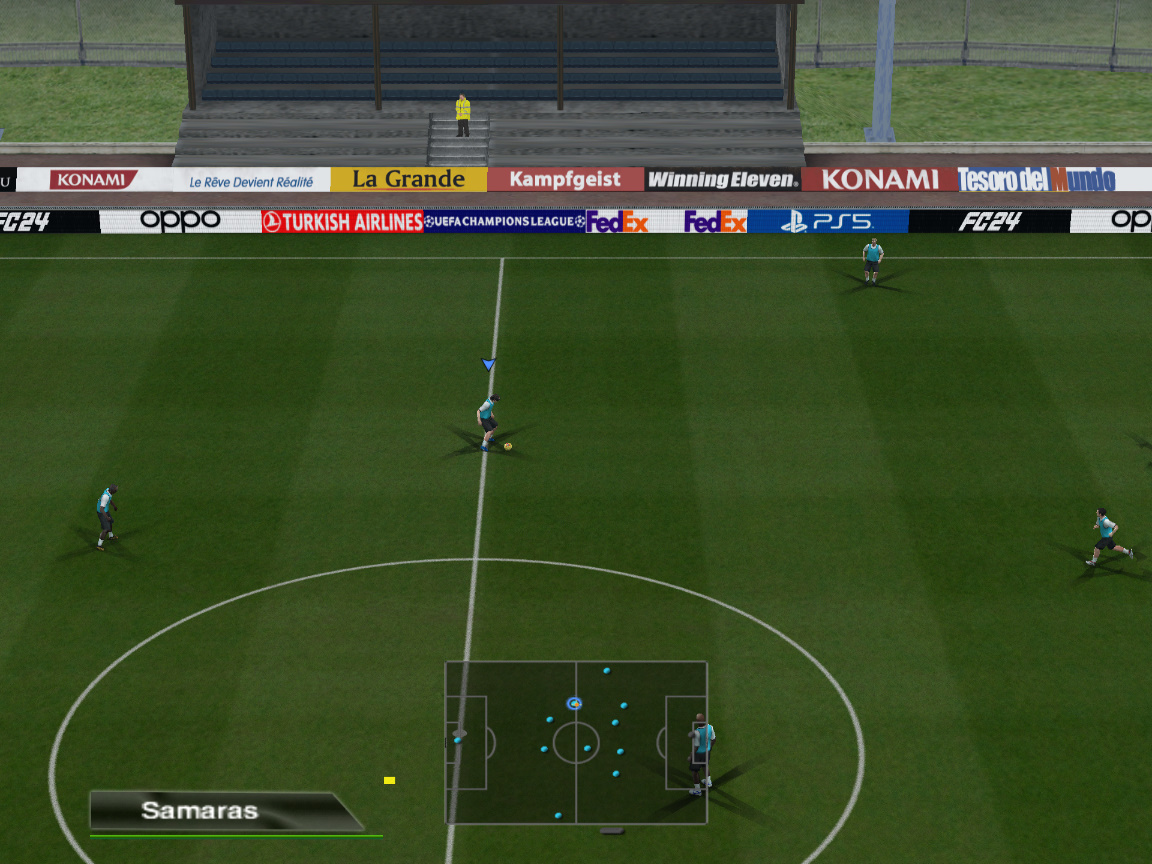 U KONAMI Le Rêve Devient Réalité La Grande Kampfgeist Winning Eleven® KONAMI Tesoro del Mundo
FC24 oppo TURKISH AIRLINES UEFA CHAMPIONS LEAGUE FedEx FedEx PS5 FC24 op
Samaras